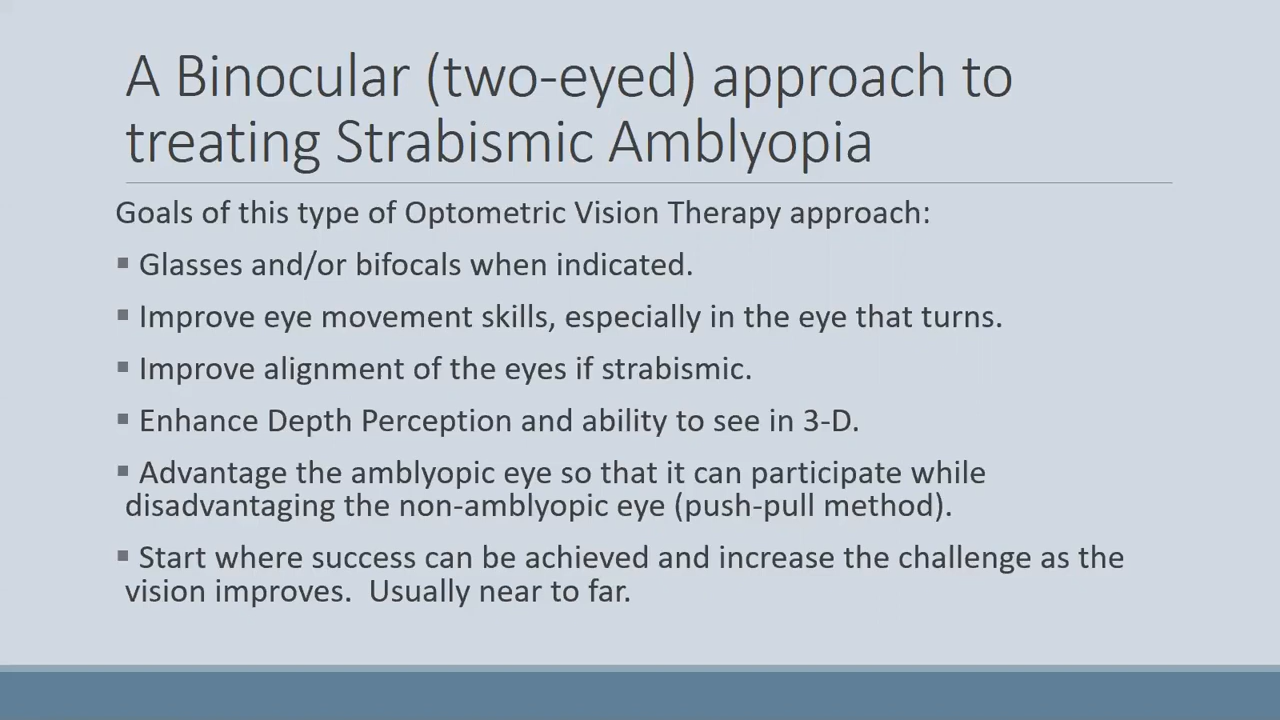 A Binocular (two-eyed) approach to
treating Strabismic Amblyopia
Goals of this type of Optometric Vision Therapy approach:
▪ Glasses and/or bifocals when indicated.
▪ Improve eye movement skills, especially in the eye that turns.
▪ Improve alignment of the eyes if strabismic.
▪ Enhance Depth Perception and ability to see in 3-D.
▪ Advantage the amblyopic eye so that it can participate while
disadvantaging the non-amblyopic eye (push-pull method).
▪ Start where success can be achieved and increase the challenge as the
vision improves.  Usually near to far.